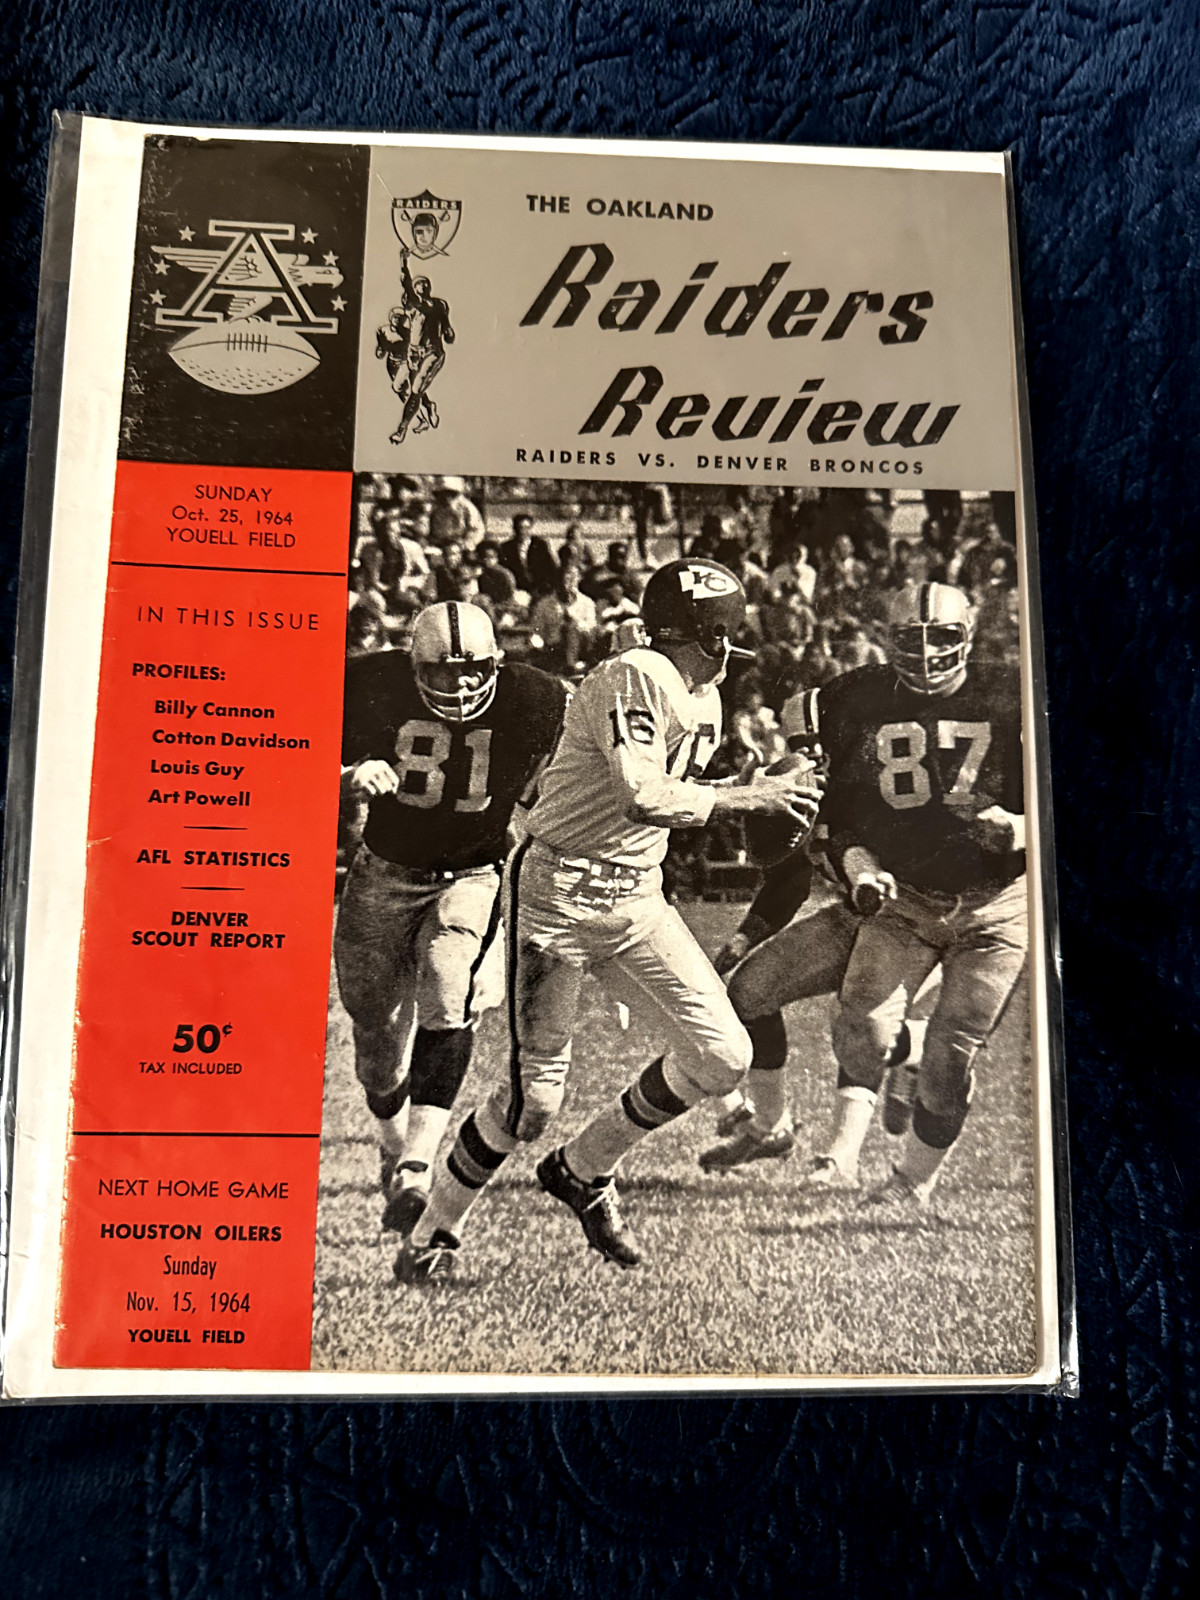 RAIDERS
A
THE OAKLAND
Raiders
Review
RAIDERS VS. DENVER BRONCOS
SUNDAY
Oct. 25, 1964
YOUELL FIELD
IN THIS ISSUE
PROFILES:
Billy Cannon
Cotton Davidson
Louis Guy
Art Powell
AFL STATISTICS
DENVER
SCOUT REPORT
50¢
TAX INCLUDED
NEXT HOME GAME
HOUSTON OILERS
Sunday
Nov. 15, 1964
YOUELL FIELD
KC
81
16
87